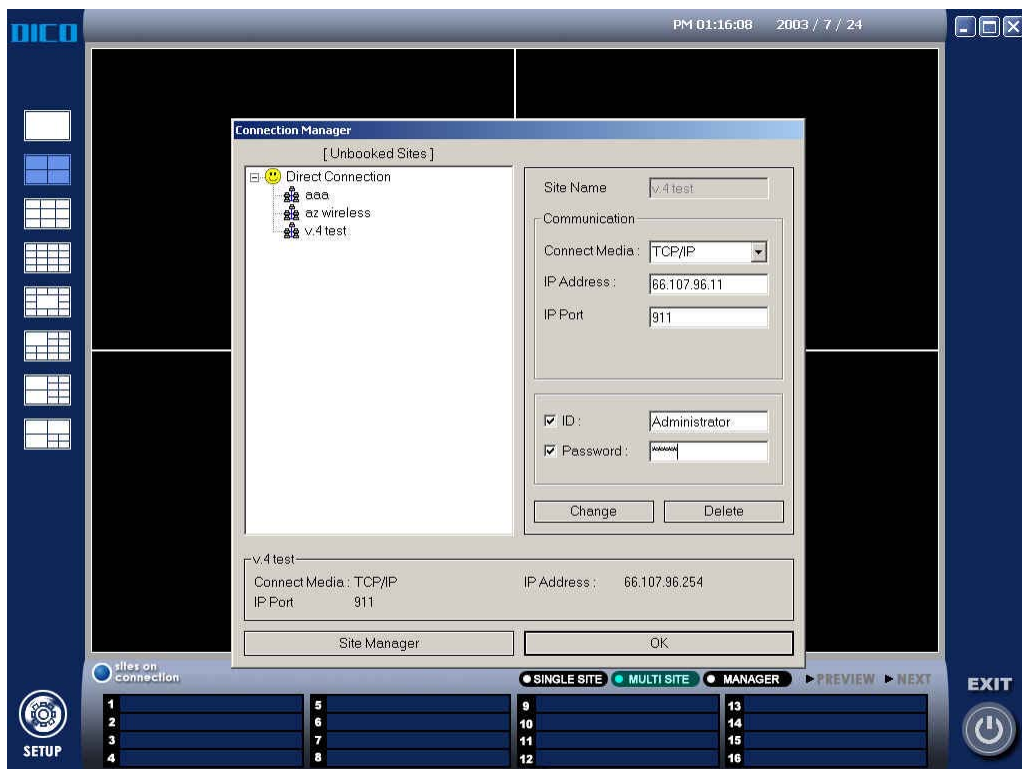 DICO
PM 01:16:08 2003 / 7 / 24
Connection Manager
[ Unbooked Sites ]
Direct Connection
aaa
az wireless
v.4 test
Site Name v.4 test
Communication
Connect Media : TCP/IP
IP Address : 66.107.96.11
IP Port 911
ID : Administrator
Password : *****
Change Delete
v.4 test
Connect Media : TCP/IP IP Address : 66.107.96.254
IP Port 911
Site Manager OK
sites on
connection
SINGLE SITE MULTI SITE MANAGER PREVIEW NEXT
EXIT
SETUP
1 5 9 13
2 6 10 14
3 7 11 15
4 8 12 16